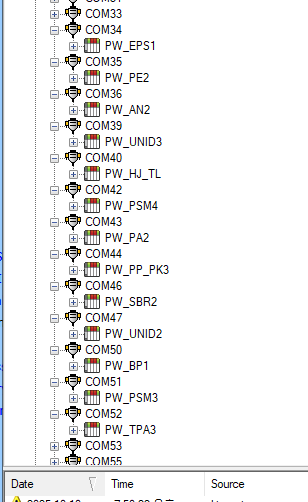 COM33
COM34
PW_EPS1
COM35
PW_PE2
COM36
PW_AN2
COM39
PW_UNID3
COM40
PW_HJ_TL
COM42
PW_PSM4
COM43
PW_PA2
COM44
PW_PP_PK3
COM46
PW_SBR2
COM47
PW_UNID2
COM50
PW_BP1
COM51
PW_PSM3
COM52
PW_TPA3
COM53
COM55
Date Time Source